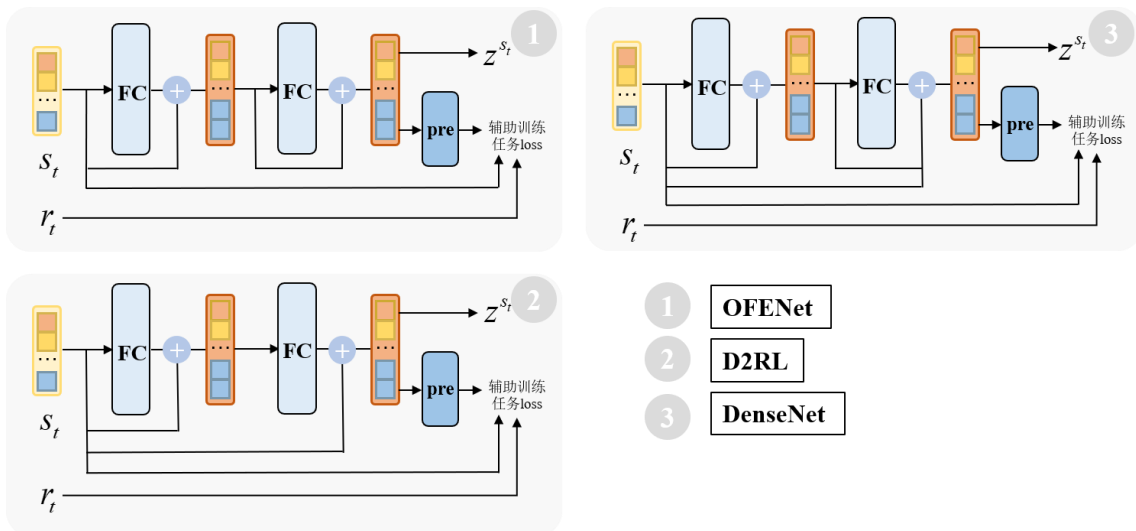 1
FC
+
...
FC
+
...
...
z^{s_t}
pre
辅助训练
任务loss
s_t
r_t
3
FC
+
...
FC
+
...
...
z^{s_t}
pre
辅助训练
任务loss
s_t
r_t
2
FC
+
...
FC
+
...
...
z^{s_t}
pre
辅助训练
任务loss
s_t
r_t
1 OFENet
2 D2RL
3 DenseNet